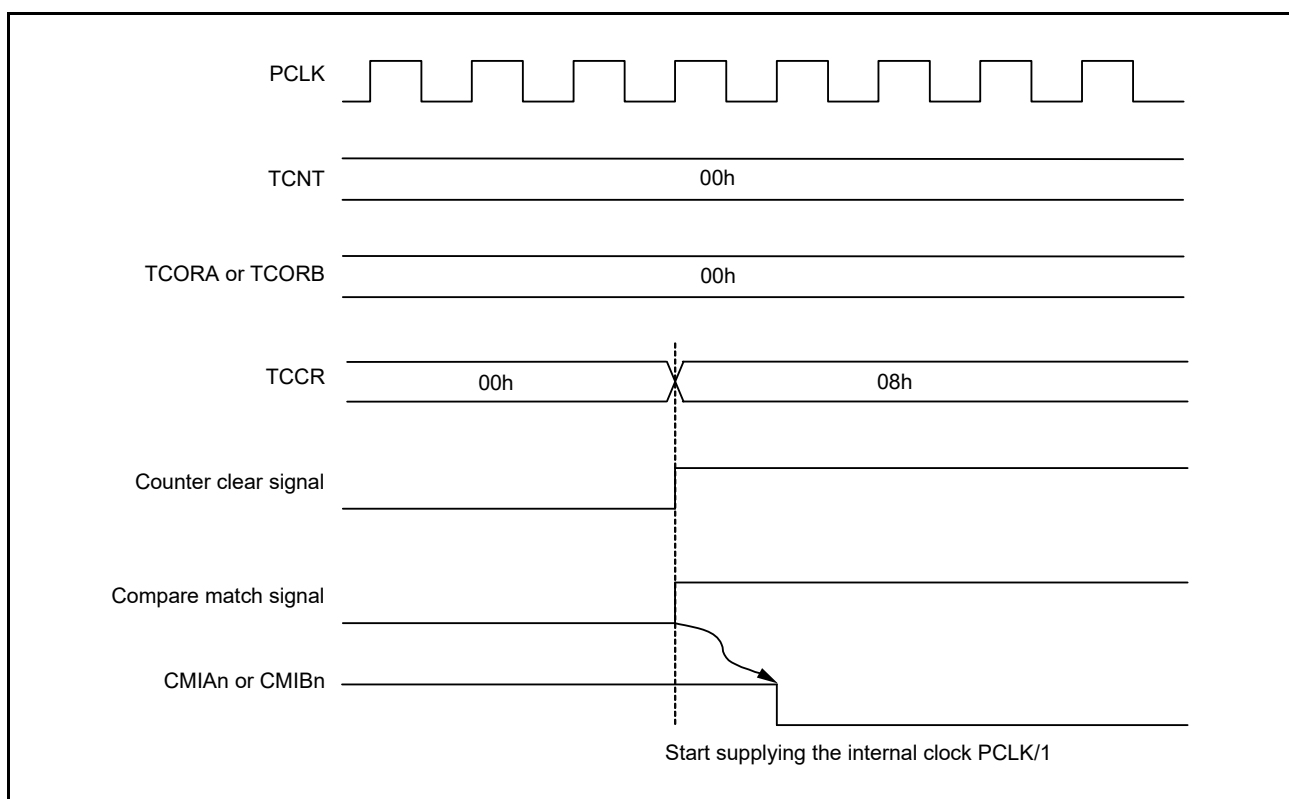 PCLK
TCNT
00h
TCORA or TCORB
00h
TCCR
00h
08h
Counter clear signal
Compare match signal
CMIAn or CMIBn
Start supplying the internal clock PCLK/1